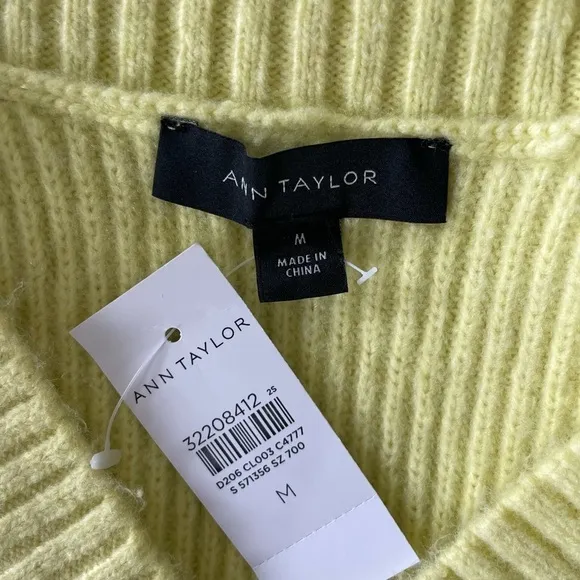 ANN TAYLOR
M
MADE IN
CHINA
ANN TAYLOR
32208412 25
D206 CL003 C4777
S 571356 SZ 700
M